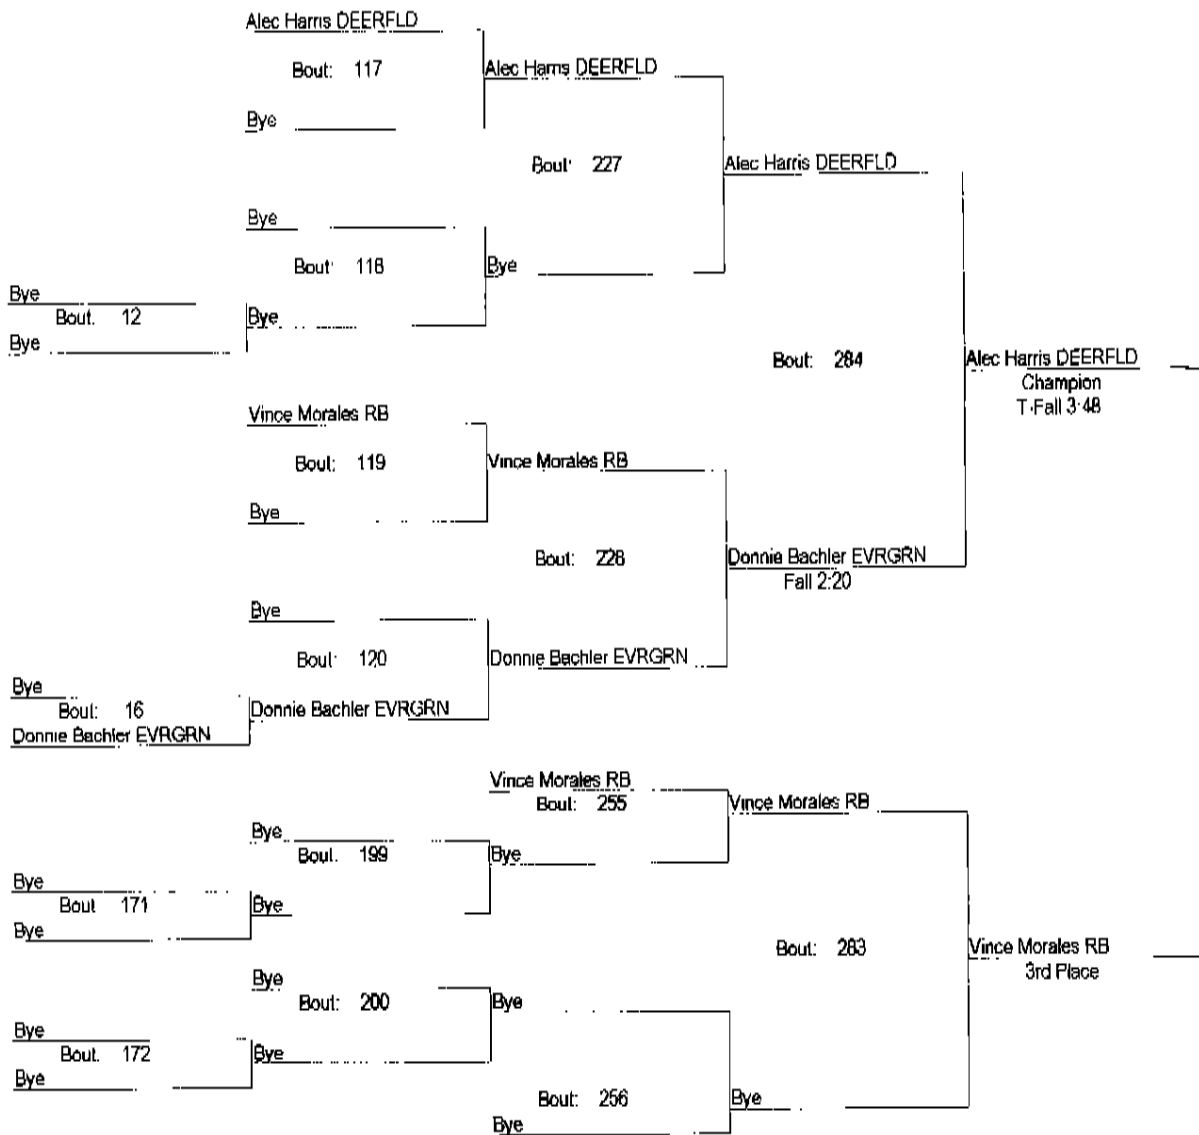 Alec Harris DEERFLD
Bout: 117
Alec Harris DEERFLD
Bye
Bout: 227
Alec Harris DEERFLD
Bye
Bout: 118
Bye
Bye
Bout. 12
Bye
Bye
Bout: 284
Alec Harris DEERFLD
Champion
T-Fall 3:48
Vince Morales RB
Bout: 119
Vince Morales RB
Bye
Bout: 228
Donnie Bachler EVRGRN
Fall 2:20
Bye
Bout: 120
Donnie Bachler EVRGRN
Bye
Bout: 16
Donnie Bachler EVRGRN
Donnie Bachler EVRGRN
Vince Morales RB
Bout: 255
Vince Morales RB
Bye
Bout. 199
Bye
Bye
Bout 171
Bye
Bye
Bout: 283
Vince Morales RB
3rd Place
Bye
Bout: 200
Bye
Bye
Bout. 172
Bye
Bye
Bout: 256
Bye
Bye